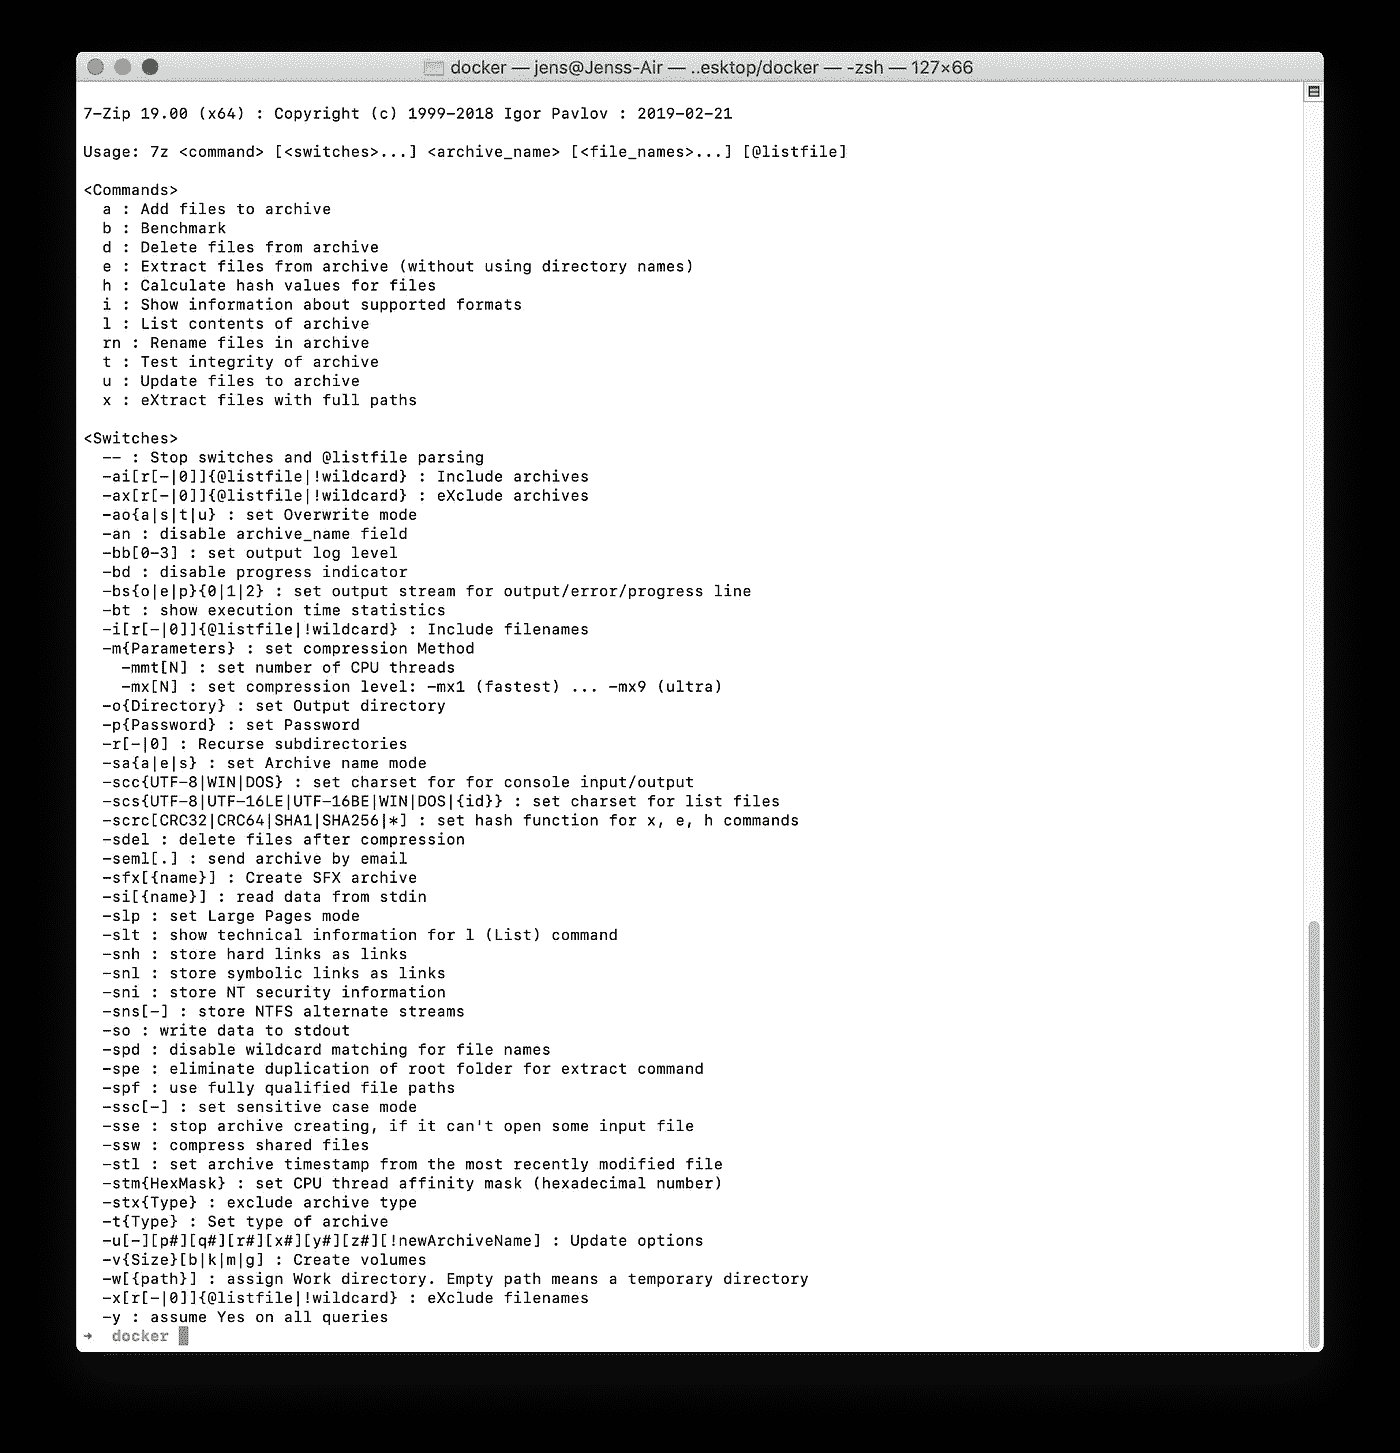 docker — jens@Jenss-Air — ..esktop/docker — -zsh — 127×66
7-Zip 19.00 (x64) : Copyright (c) 1999-2018 Igor Pavlov : 2019-02-21
Usage: 7z <command> [<switches>...] <archive_name> [<file_names>...] [@listfile]
<Commands>
a : Add files to archive
b : Benchmark
d : Delete files from archive
e : Extract files from archive (without using directory names)
h : Calculate hash values for files
i : Show information about supported formats
l : List contents of archive
rn : Rename files in archive
t : Test integrity of archive
u : Update files to archive
x : eXtract files with full paths
<Switches>
-- : Stop switches and @listfile parsing
-ai[r[-|0]]{@listfile|!wildcard} : Include archives
-ax[r[-|0]]{@listfile|!wildcard} : eXclude archives
-ao{a|s|t|u} : set Overwrite mode
-an : disable archive_name field
-bb[0-3] : set output log level
-bd : disable progress indicator
-bs{o|e|p}{0|1|2} : set output stream for output/error/progress line
-bt : show execution time statistics
-i[r[-|0]]{@listfile|!wildcard} : Include filenames
-m{Parameters} : set compression Method
-mmt[N] : set number of CPU threads
-mx[N] : set compression level: -mx1 (fastest) ... -mx9 (ultra)
-o{Directory} : set Output directory
-p{Password} : set Password
-r[-|0] : Recurse subdirectories
-sa{a|e|s} : set Archive name mode
-scc{UTF-8|WIN|DOS} : set charset for for console input/output
-scs{UTF-8|UTF-16LE|UTF-16BE|WIN|DOS|{id}} : set charset for list files
-scrc[CRC32|CRC64|SHA1|SHA256|*] : set hash function for x, e, h commands
-sdel : delete files after compression
-seml[.] : send archive by email
-sfx[{name}] : Create SFX archive
-si[{name}] : read data from stdin
-slp : set Large Pages mode
-slt : show technical information for l (List) command
-snh : store hard links as links
-snl : store symbolic links as links
-sni : store NT security information
-sns[-] : store NTFS alternate streams
-so : write data to stdout
-spd : disable wildcard matching for file names
-spe : eliminate duplication of root folder for extract command
-spf : use fully qualified file paths
-ssc[-] : set sensitive case mode
-sse : stop archive creating, if it can't open some input file
-ssw : compress shared files
-stl : set archive timestamp from the most recently modified file
-stm{HexMask} : set CPU thread affinity mask (hexadecimal number)
-stx{Type} : exclude archive type
-t{Type} : Set type of archive
-u[-][p#][q#][r#][x#][y#][z#][!newArchiveName] : Update options
-v{Size}[b|k|m|g] : Create volumes
-w[{path}] : assign Work directory. Empty path means a temporary directory
-x[r[-|0]]{@listfile|!wildcard} : eXclude filenames
-y : assume Yes on all queries
➜ docker